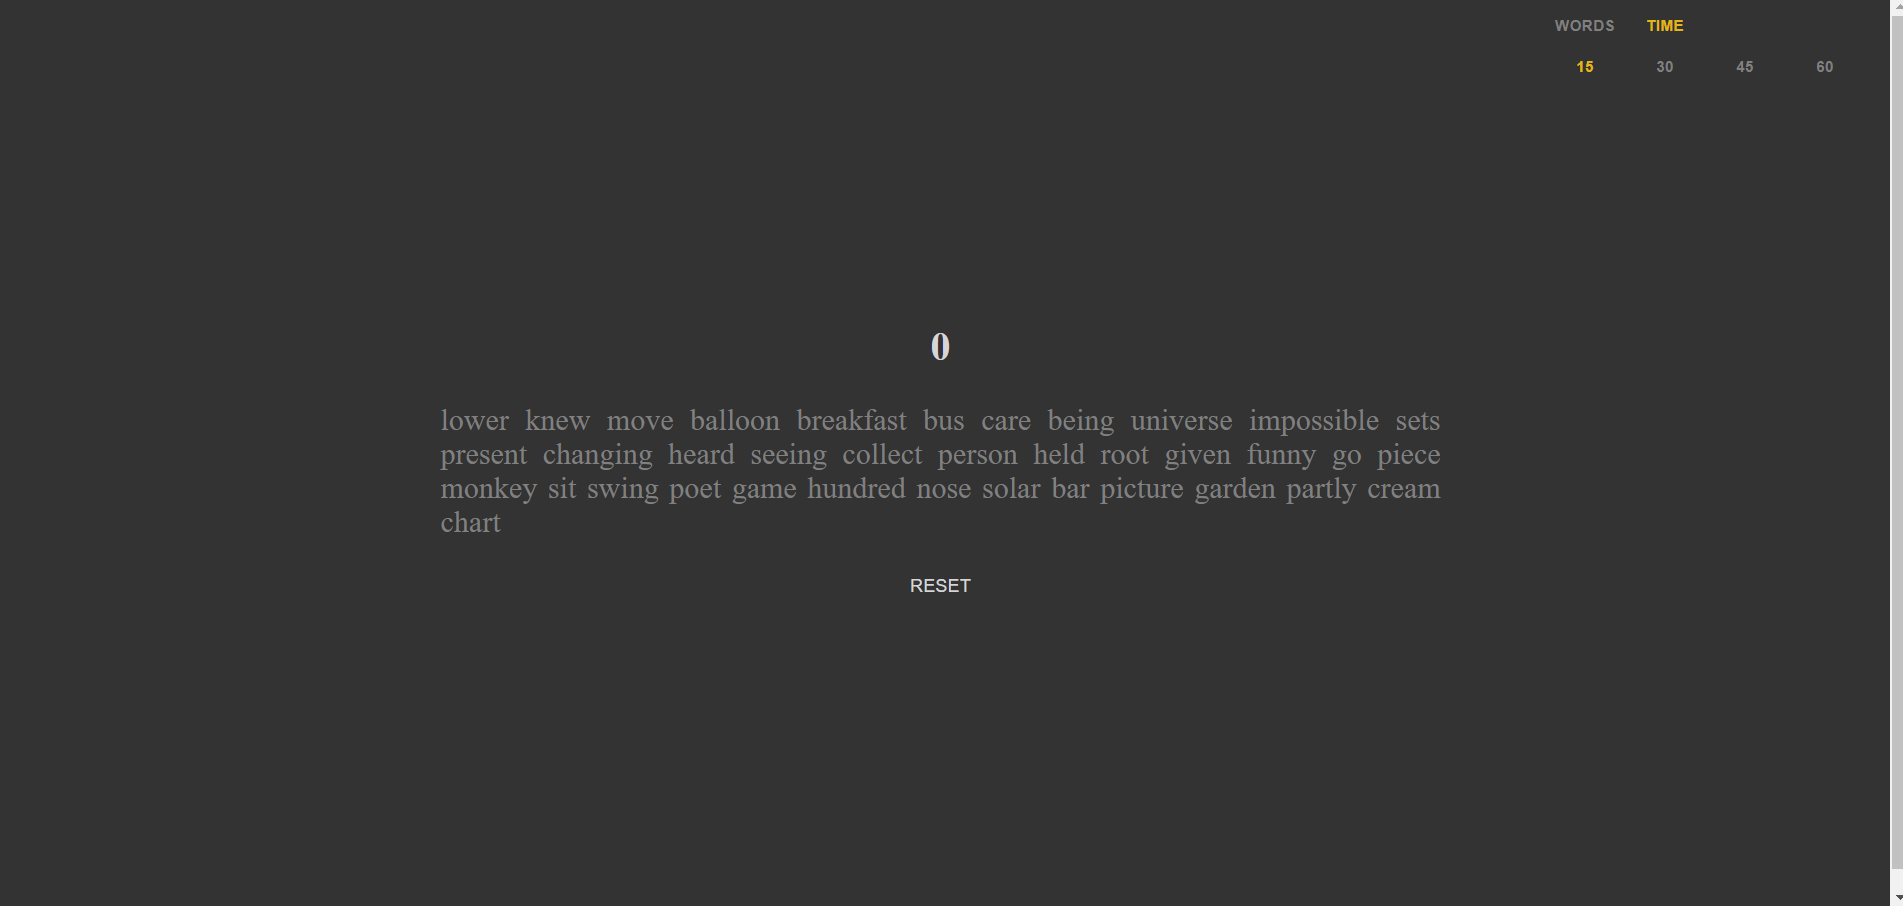 WORDS TIME
15 30 45 60
0
lower knew move balloon breakfast bus care being universe impossible sets
present changing heard seeing collect person held root given funny go piece
monkey sit swing poet game hundred nose solar bar picture garden partly cream
chart
RESET